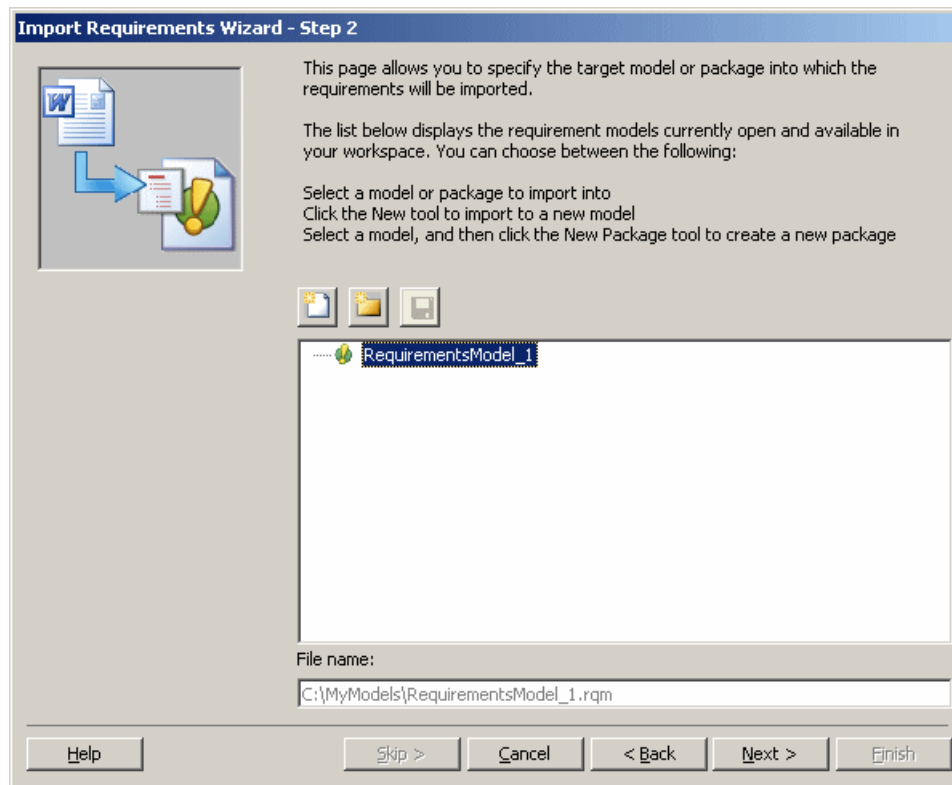 Import Requirements Wizard - Step 2
This page allows you to specify the target model or package into which the
requirements will be imported.
The list below displays the requirement models currently open and available in
your workspace. You can choose between the following:
Select a model or package to import into
Click the New tool to import to a new model
Select a model, and then click the New Package tool to create a new package
W
RequirementsModel_1
File name:
C:\MyModels\RequirementsModel_1.rqm
Help
Skip >
Cancel
< Back
Next >
Finish